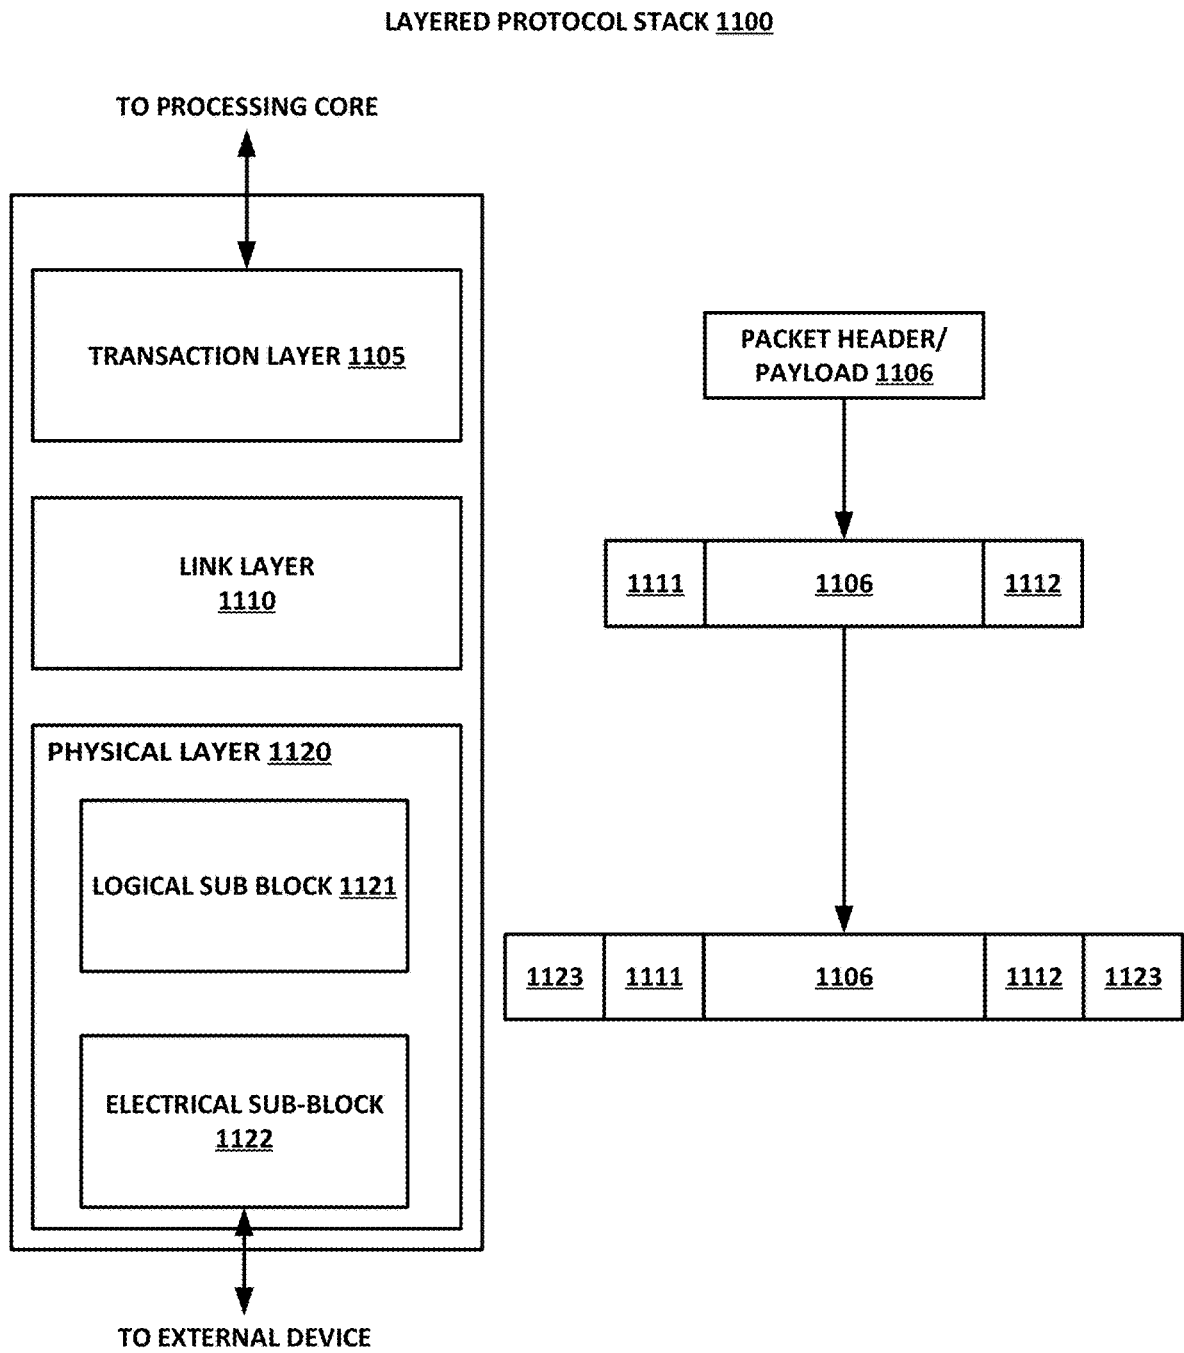 LAYERED PROTOCOL STACK 1100
TO PROCESSING CORE
TRANSACTION LAYER 1105
PACKET HEADER/
PAYLOAD 1106
LINK LAYER
1110
1111 1106 1112
PHYSICAL LAYER 1120
LOGICAL SUB BLOCK 1121
1123 1111 1106 1112 1123
ELECTRICAL SUB-BLOCK
1122
TO EXTERNAL DEVICE